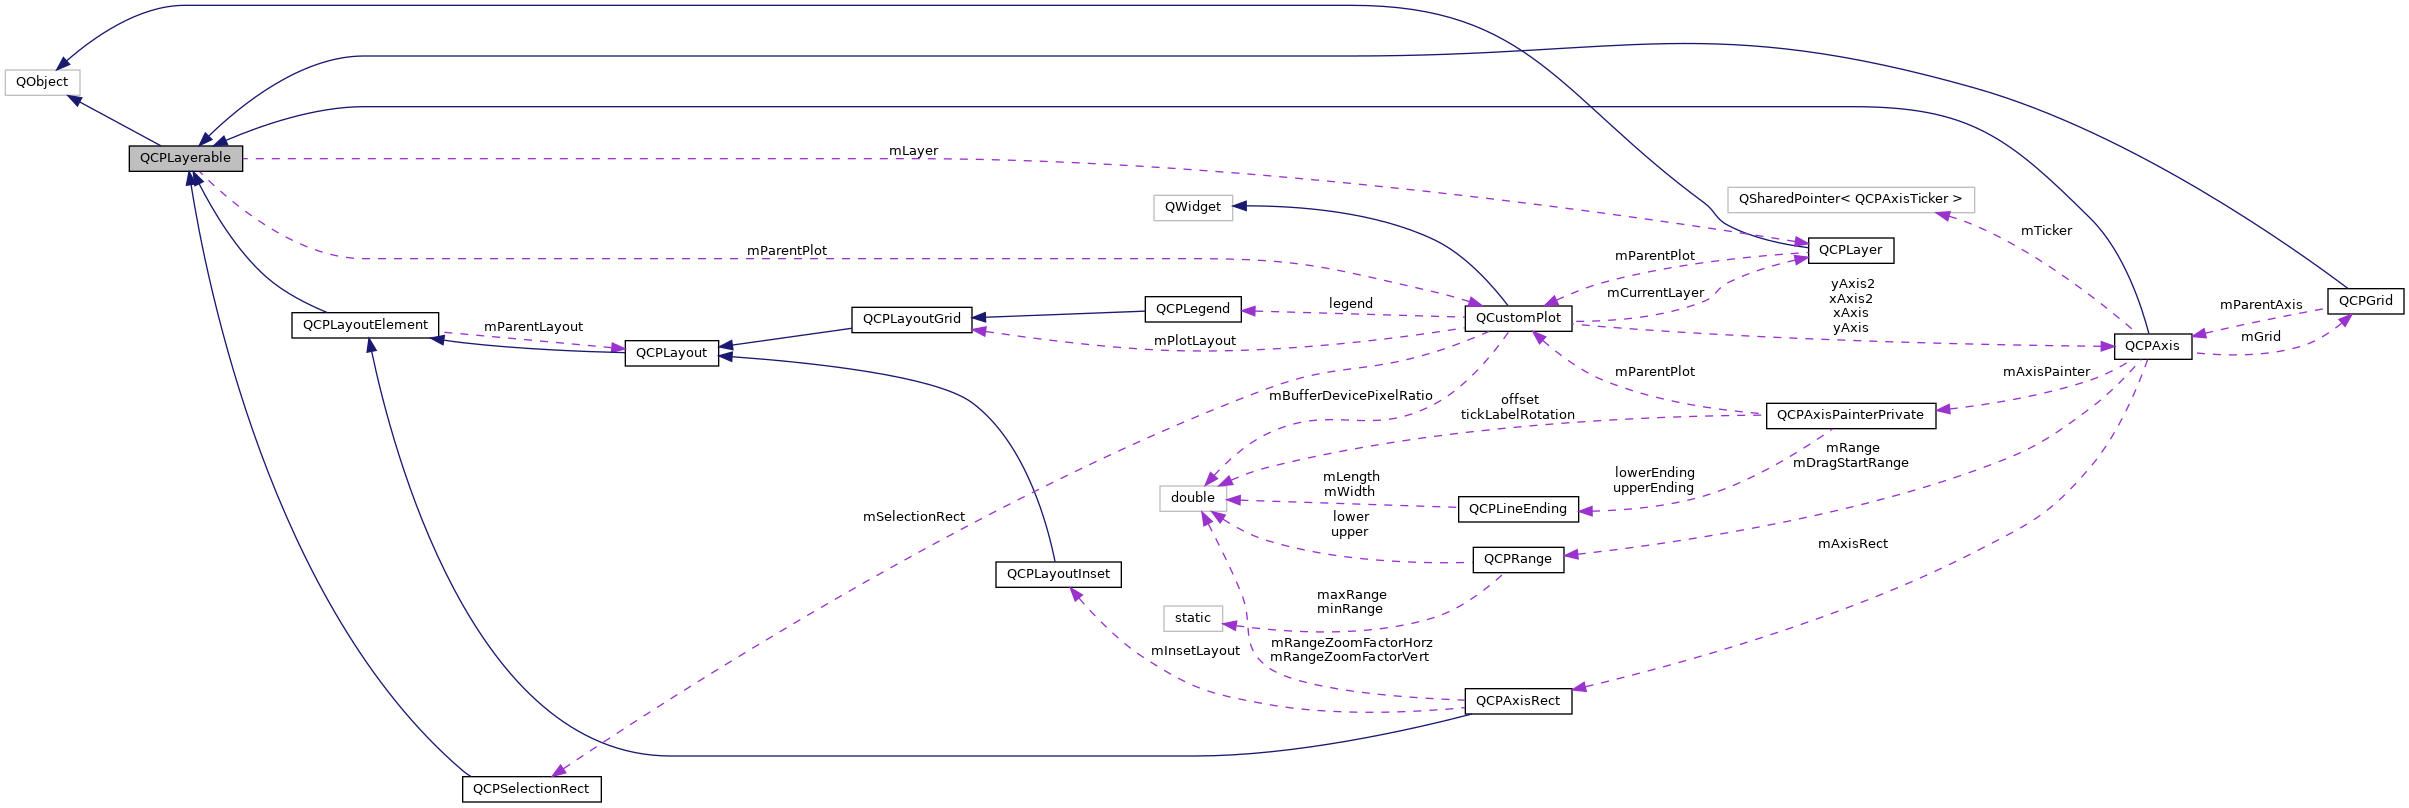 QObject
QCPLayerable
mLayer
QWidget
QSharedPointer< QCPAxisTicker >
mTicker
mParentPlot
QCPLayer
mParentPlot
mCurrentLayer
yAxis2
xAxis2
xAxis
yAxis
QCPGrid
mParentAxis
mGrid
QCPLayoutElement
mParentLayout
QCPLayoutGrid
QCPLegend
legend
QCustomPlot
mPlotLayout
QCPLayout
QCPAxis
mParentPlot
mAxisPainter
mBufferDevicePixelRatio
offset
tickLabelRotation
QCPAxisPainterPrivate
mRange
mDragStartRange
lowerEnding
upperEnding
mLength
mWidth
double
QCPLineEnding
mSelectionRect
lower
upper
QCPRange
mAxisRect
QCPLayoutInset
maxRange
minRange
static
mRangeZoomFactorHorz
mRangeZoomFactorVert
mInsetLayout
QCPAxisRect
QCPSelectionRect